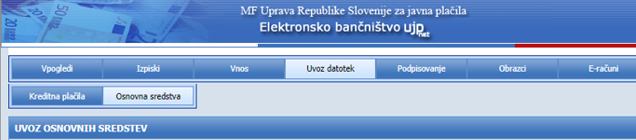 MF Uprava Republike Slovenije za javna plačila
Elektronsko bančništvo ujp.net
Vpogledi Izpiski Vnos Uvoz datotek Podpisovanje Obrazci E-računi
Kreditna plačila Osnovna sredstva
UVOZ OSNOVNIH SREDSTEV